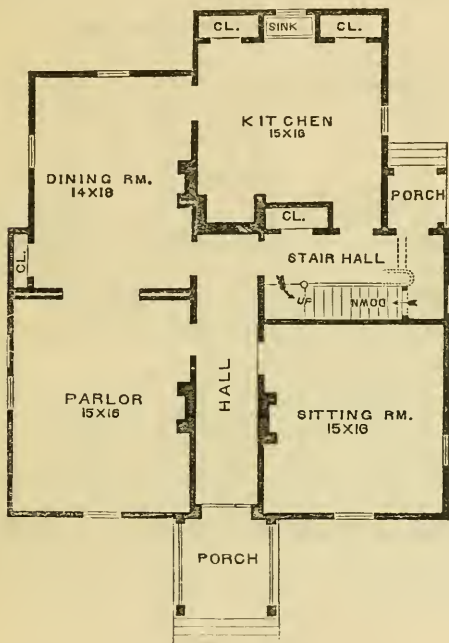 CL.
SINK
CL.
KITCHEN
15X16
DINING RM.
14X18
PORCH
CL.
CL.
STAIR HALL
UP
DOWN
PARLOR
15X16
HALL
SITTING RM.
15X16
PORCH